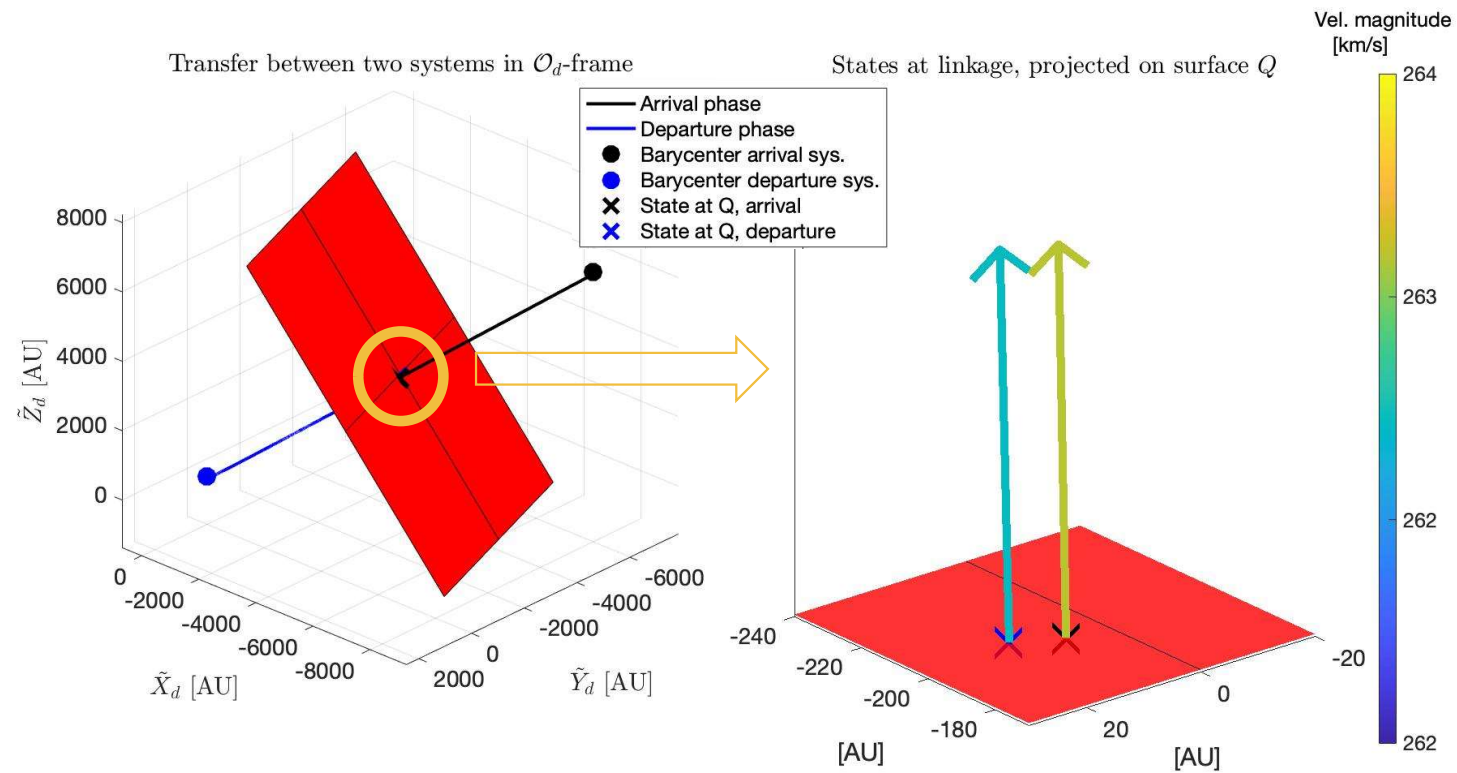 Vel. magnitude
[km/s]
Transfer between two systems in 𝒪_d-frame
States at linkage, projected on surface Q
Arrival phase
Departure phase
Barycenter arrival sys.
Barycenter departure sys.
State at Q, arrival
State at Q, departure
8000
6000
4000
2000
0
Z̃_d [AU]
0
-2000
-4000
-6000
-8000
X̃_d [AU]
2000
0
-2000
-4000
-6000
Ỹ_d [AU]
-240
-220
-200
-180
[AU]
20
0
-20
[AU]
264
263
262
262